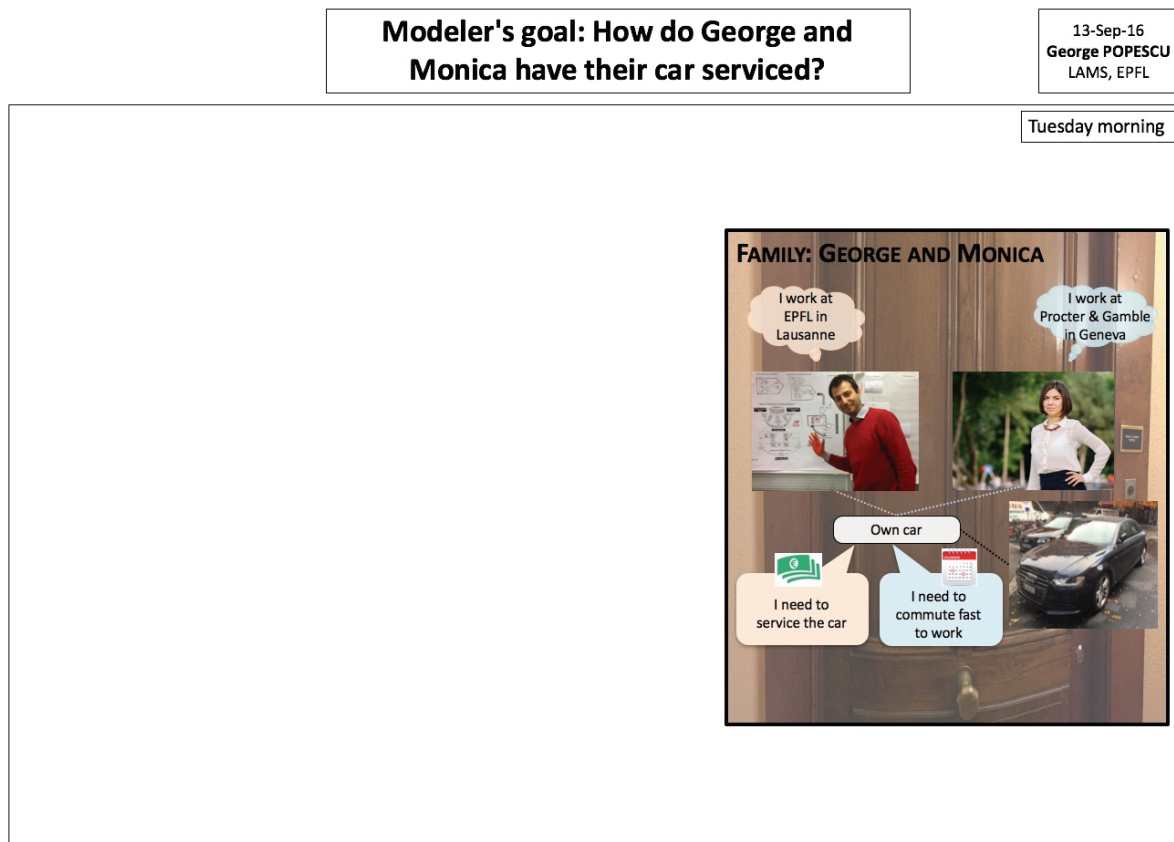 Modeler's goal: How do George and
Monica have their car serviced?
13-Sep-16
George POPESCU
LAMS, EPFL
Tuesday morning
FAMILY: GEORGE AND MONICA
I work at
EPFL in
Lausanne
I work at
Procter & Gamble
in Geneva
Own car
I need to
service the car
I need to
commute fast
to work